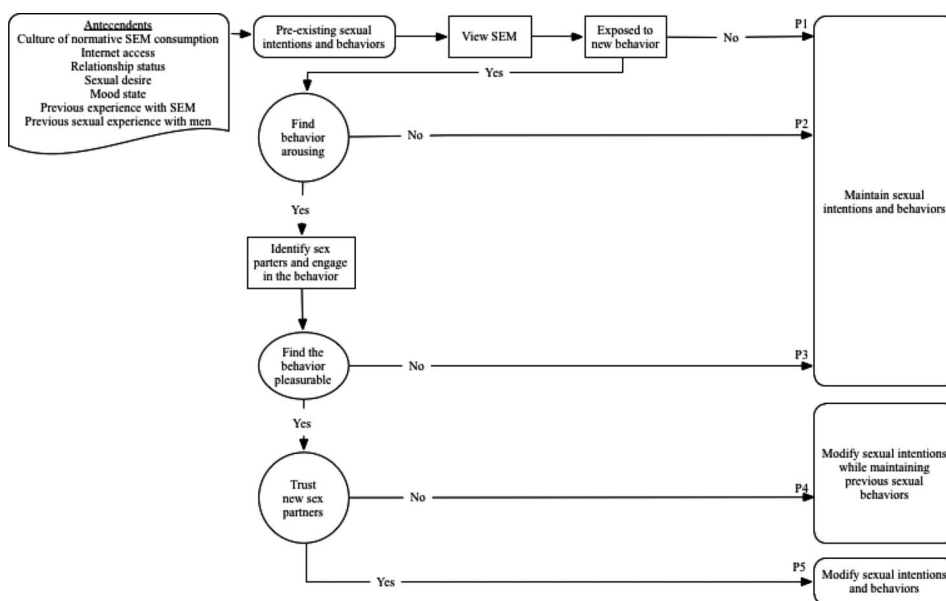 Antecendents
Culture of normative SEM consumption
Internet access
Relationship status
Sexual desire
Mood state
Previous experience with SEM
Previous sexual experience with men
Pre-existing sexual
intentions and behaviors
View SEM
Exposed to
new behavior
No
P1
Yes
Find
behavior
arousing
No
P2
Maintain sexual
intentions and behaviors
Yes
Identify sex
parters and engage
in the behavior
Find the
behavior
pleasurable
No
P3
Yes
Trust
new sex
partners
No
P4
Modify sexual intentions
while maintaining
previous sexual
behaviors
Yes
P5
Modify sexual intentions
and behaviors